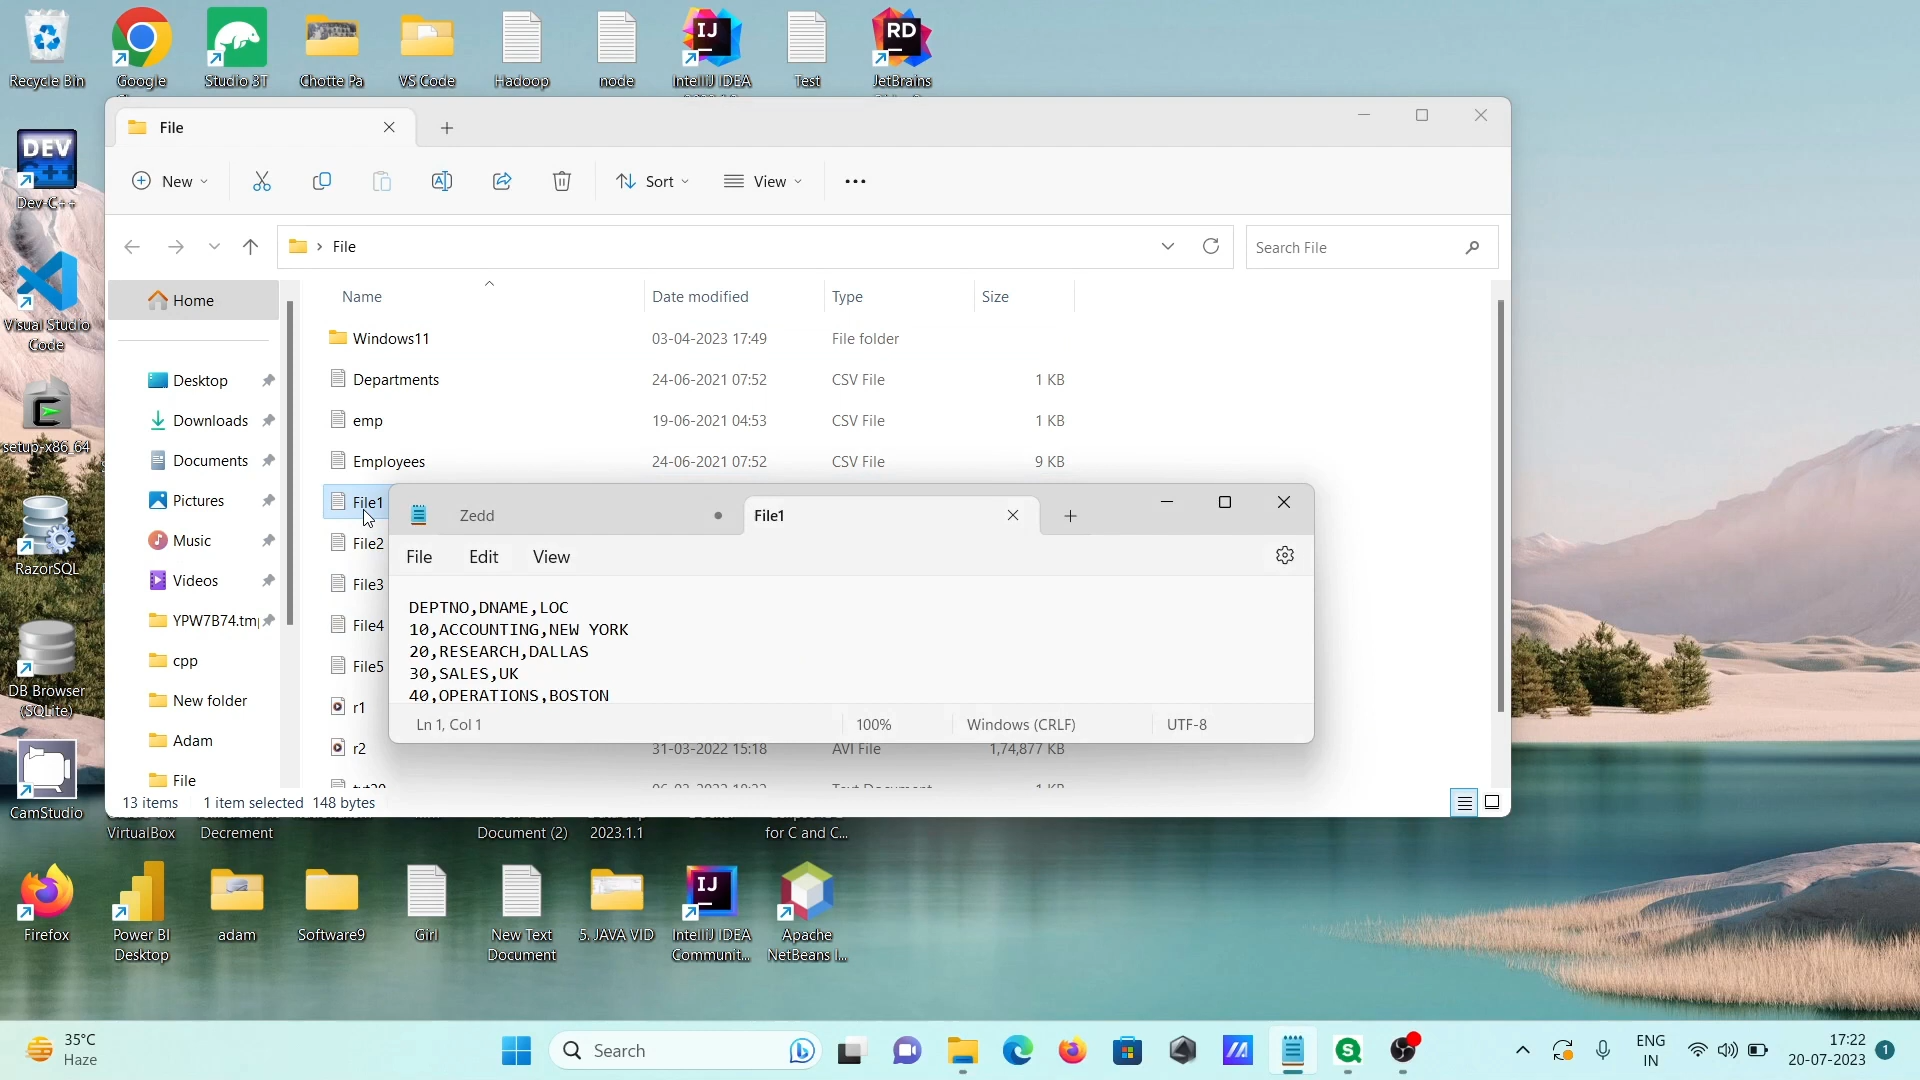 Recycle Bin
Google
Studio 3T
Chotte Pa
VS Code
Hadoop
node
IntelliJ IDEA
Test
JetBrains
DEV
Dev-C++
Visual Studio
Code
setup-x86_64
RazorSQL
DB Browser
(SQLite)
CamStudio
File
New
Sort
View
File
Search File
Home
Desktop
Downloads
Documents
Pictures
Music
Videos
YPW7B74.tmp
cpp
New folder
Adam
File
Name Date modified Type Size
Windows11 03-04-2023 17:49 File folder
Departments 24-06-2021 07:52 CSV File 1 KB
emp 19-06-2021 04:53 CSV File 1 KB
Employees 24-06-2021 07:52 CSV File 9 KB
File1
File2
File3
File4
File5
r1
r2 31-03-2022 15:18 AVI File 1,74,877 KB
Zedd
File1
File Edit View
DEPTNO,DNAME,LOC
10,ACCOUNTING,NEW YORK
20,RESEARCH,DALLAS
30,SALES,UK
40,OPERATIONS,BOSTON
Ln 1, Col 1 100% Windows (CRLF) UTF-8
13 items 1 item selected 148 bytes
VirtualBox
Decrement
Document (2)
2023.1.1
for C and C...
Firefox
Power BI
Desktop
adam
Software9
Girl
New Text
Document
5. JAVA VID
IntelliJ IDEA
Communit...
Apache
NetBeans I...
35°C
Haze
Search
ENG
IN
17:22
20-07-2023
1